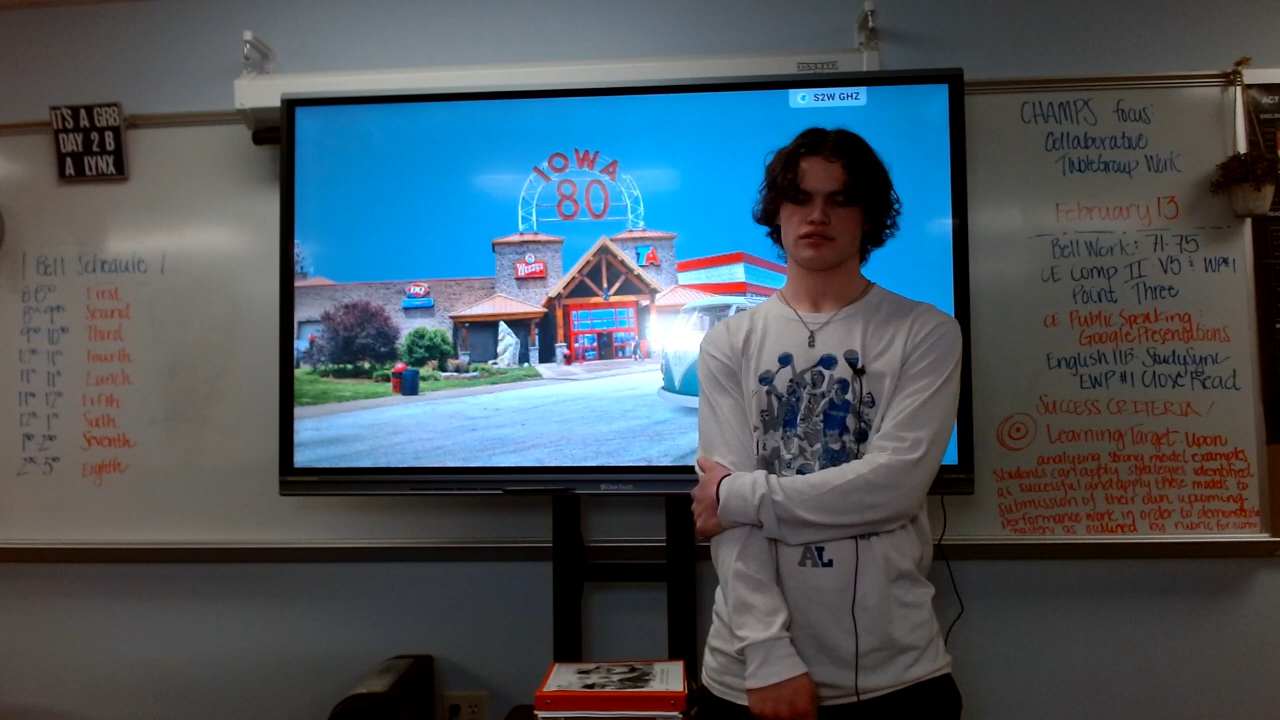 IT'S A GR8
DAY 2 B
A LYNX
! Bell Schedule !
First
Second
Third
Fourth
Lunch
Fifth
Sixth
Seventh
Eighth
S2W GHZ
IOWA
80
Wendy's
TA
DQ
ClearTouch
AL
CHAMPS focus:
Collaborative
Table Group Work
February 13
Bell Work: 71-75
CE Comp II V5 & WP#1
Point Three
CE Public Speaking:
Google Presentations
English 11B: StudySync
EWP #1 Close Read
SUCCESS CRITERIA!
Learning Target: Upon
analyzing strong model examples,
students can apply strategies identified
as successful and apply these models to
submission of their own upcoming
performance work in order to demonstrate
mastery as outlined by rubric for